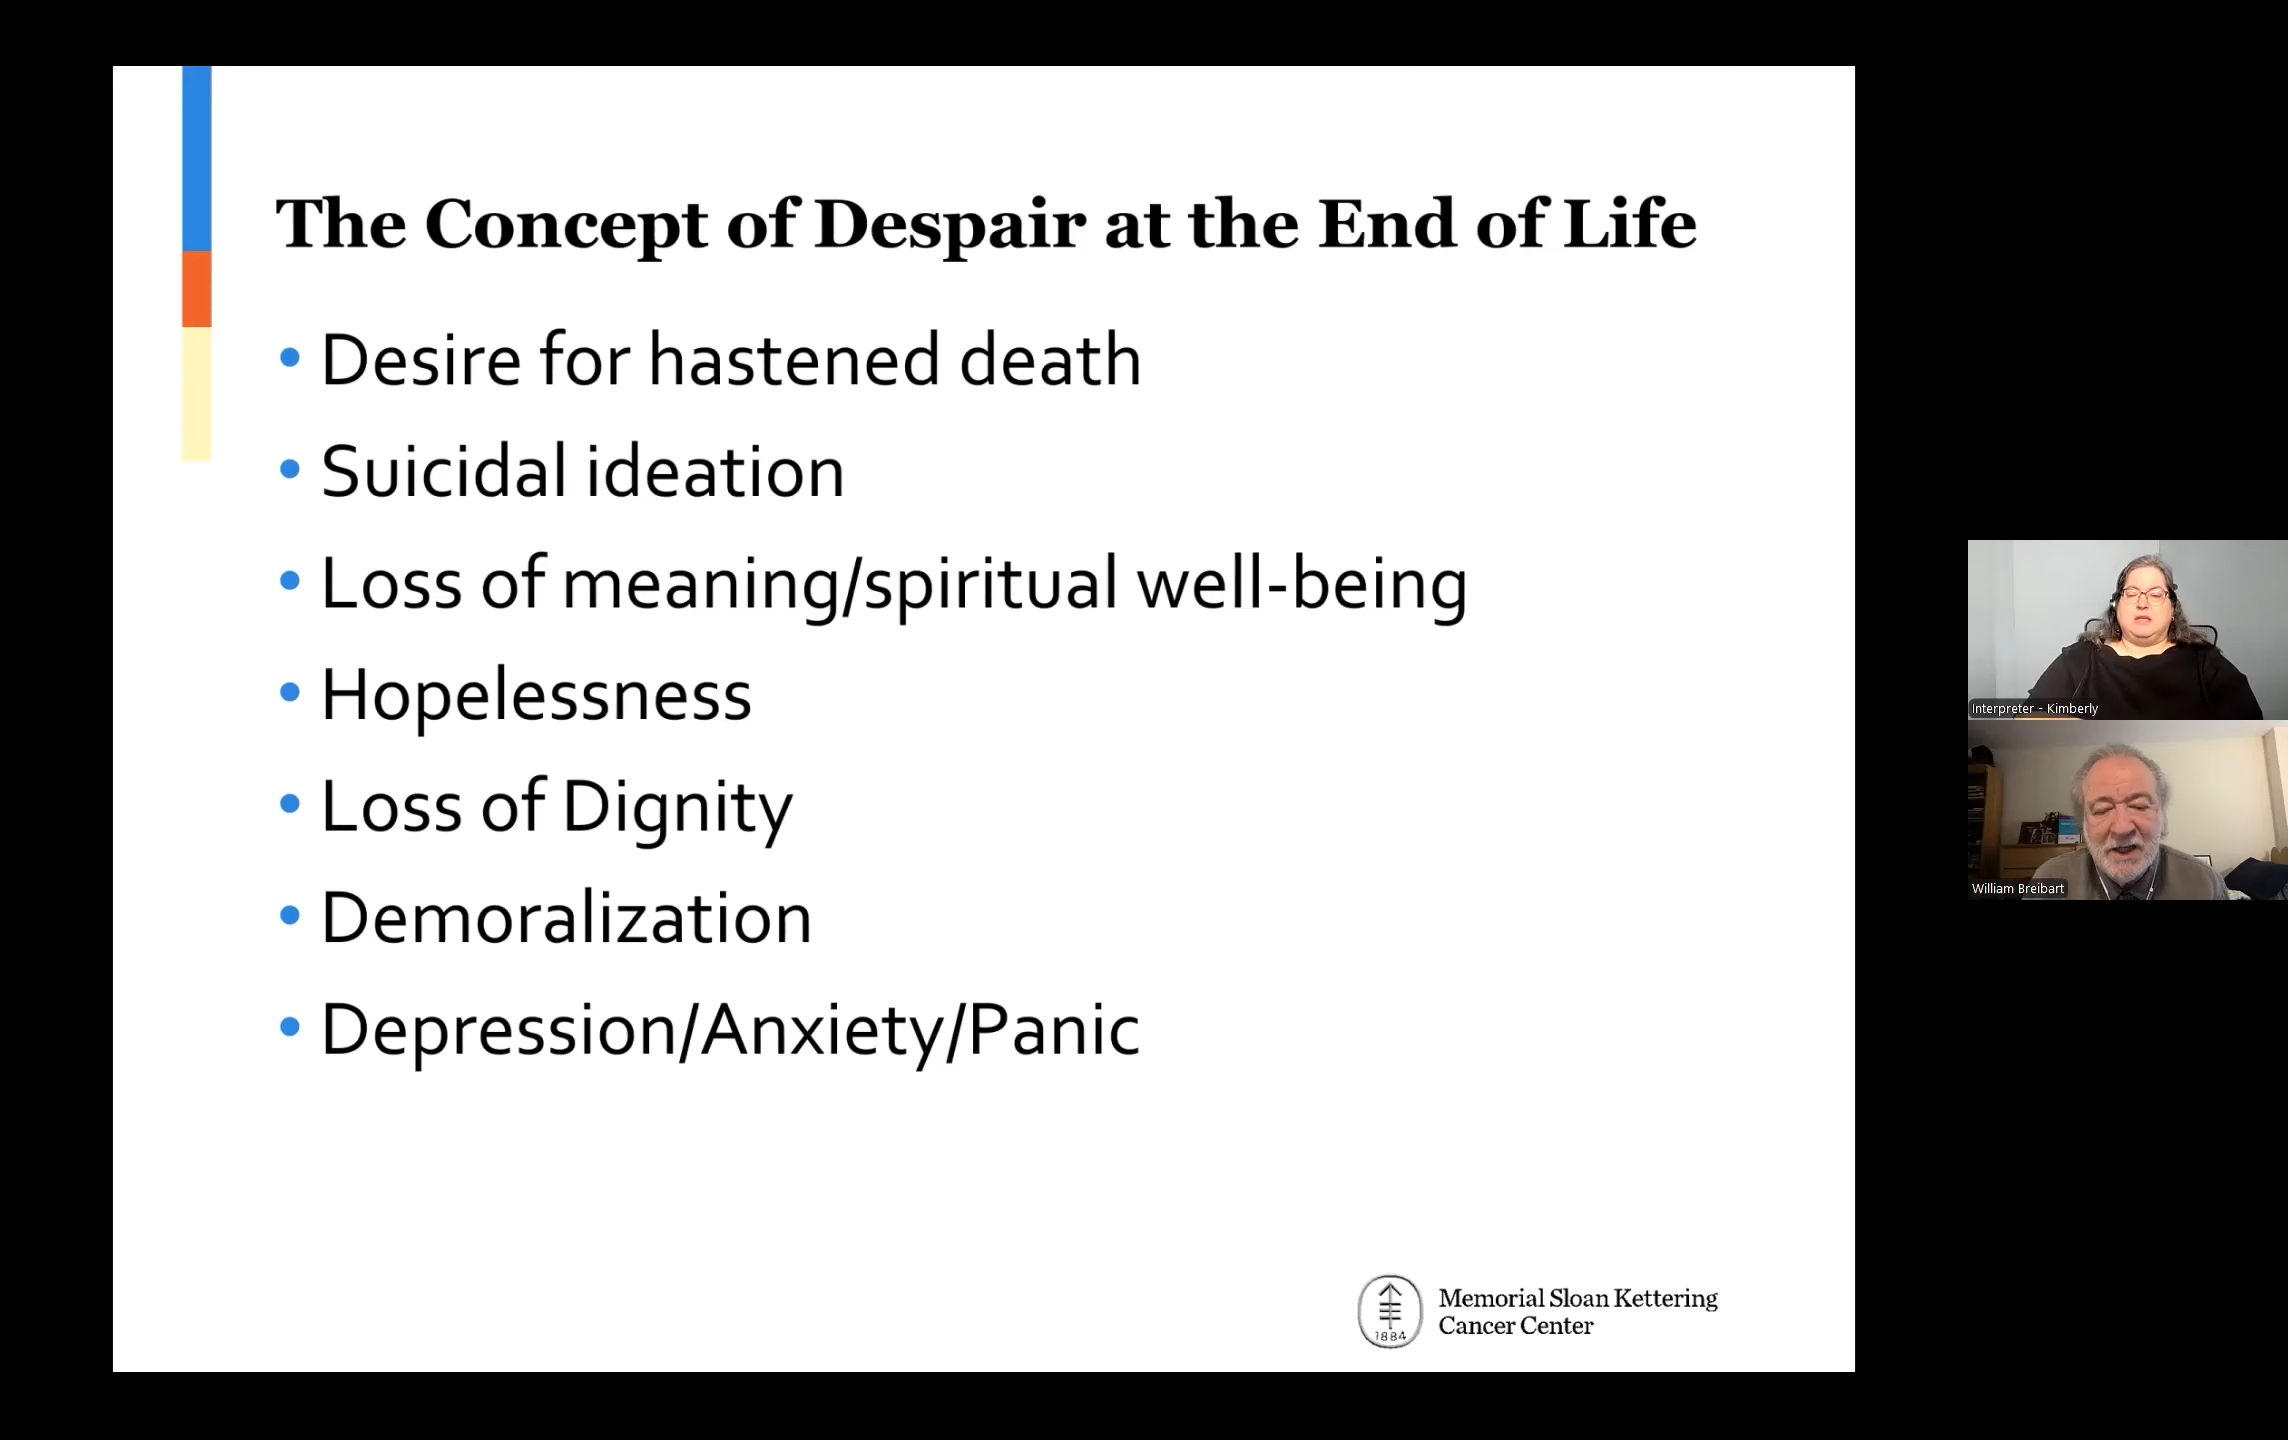 The Concept of Despair at the End of Life
• Desire for hastened death
• Suicidal ideation
• Loss of meaning/spiritual well-being
• Hopelessness
• Loss of Dignity
• Demoralization
• Depression/Anxiety/Panic
1884
Memorial Sloan Kettering
Cancer Center
Interpreter - Kimberly
William Breibart